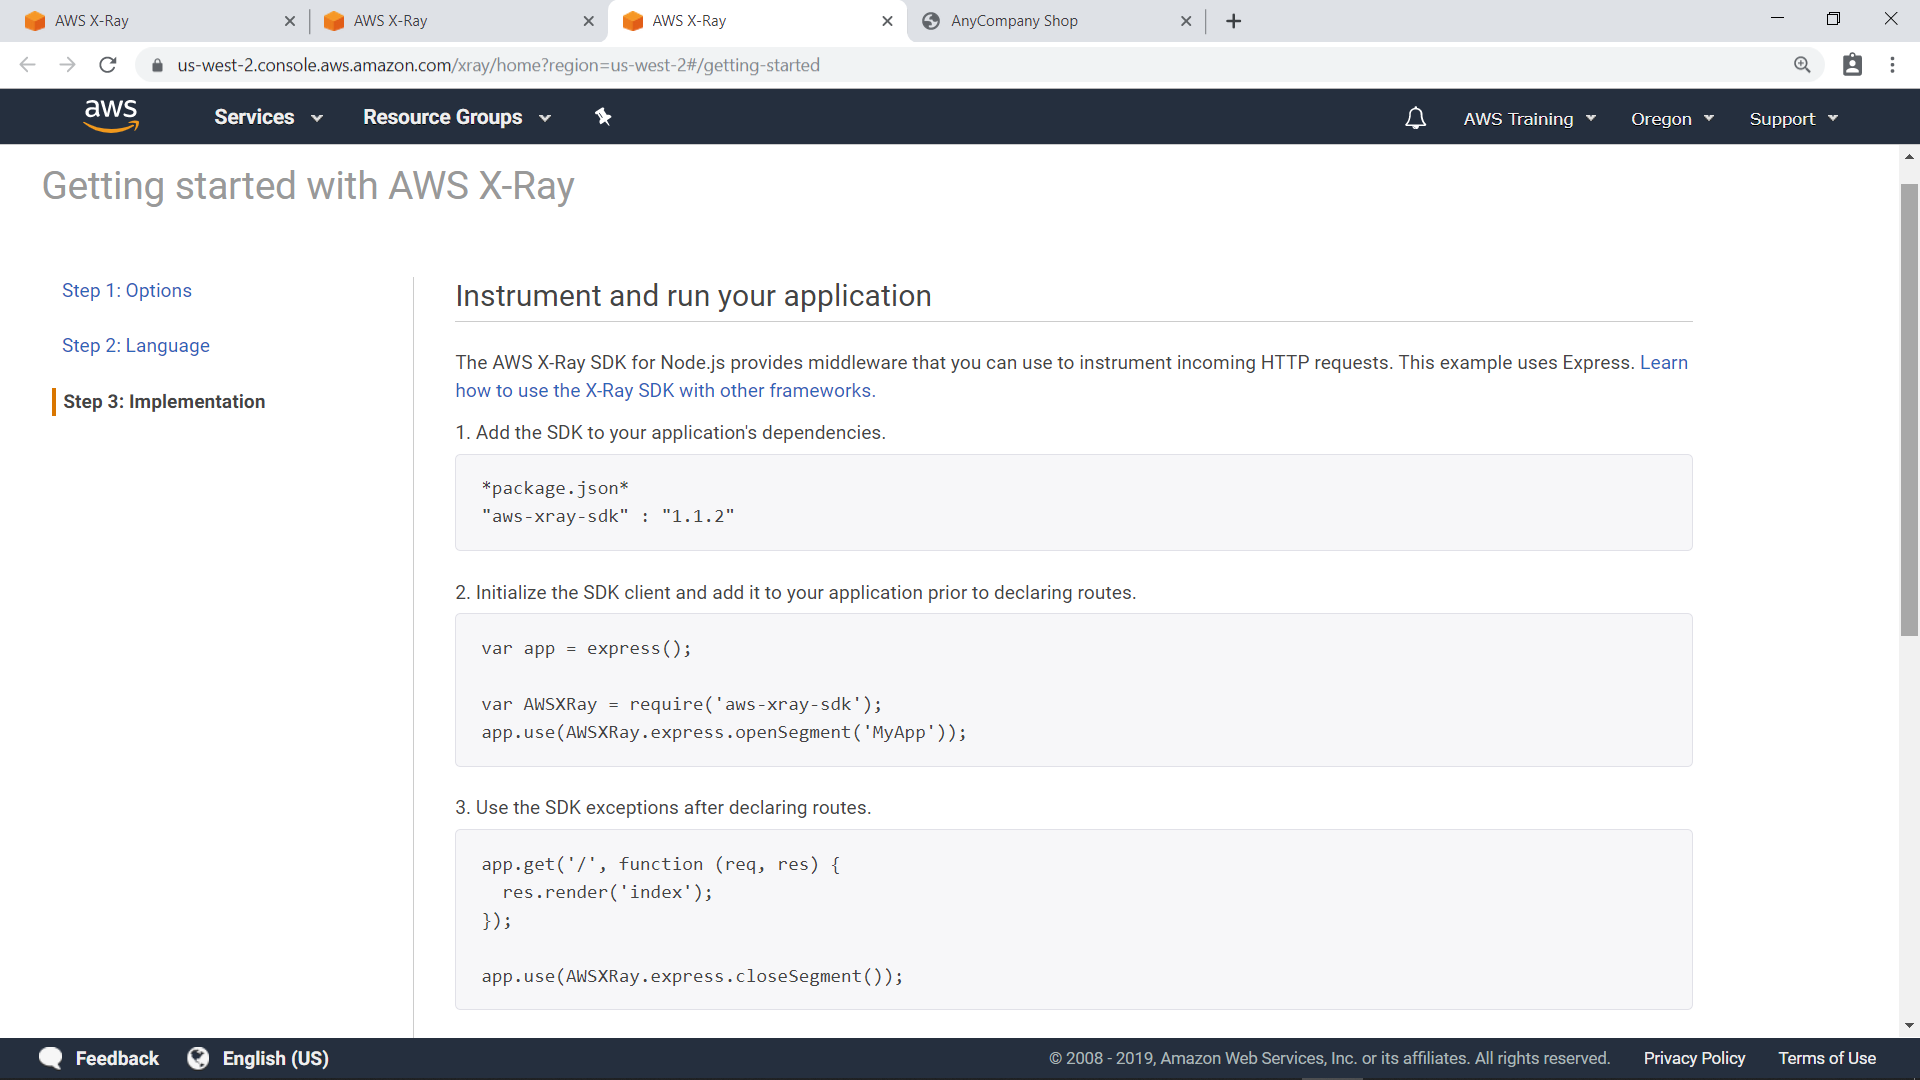 AWS X-Ray
AWS X-Ray
AWS X-Ray
AnyCompany Shop
us-west-2.console.aws.amazon.com/xray/home?region=us-west-2#/getting-started
aws
Services
Resource Groups
AWS Training
Oregon
Support
Getting started with AWS X-Ray
Step 1: Options
Step 2: Language
Step 3: Implementation
Instrument and run your application
The AWS X-Ray SDK for Node.js provides middleware that you can use to instrument incoming HTTP requests. This example uses Express. Learn
how to use the X-Ray SDK with other frameworks.
1. Add the SDK to your application's dependencies.
*package.json*
"aws-xray-sdk" : "1.1.2"
2. Initialize the SDK client and add it to your application prior to declaring routes.
var app = express();
var AWSXRay = require('aws-xray-sdk');
app.use(AWSXRay.express.openSegment('MyApp'));
3. Use the SDK exceptions after declaring routes.
app.get('/', function (req, res) {
  res.render('index');
});
app.use(AWSXRay.express.closeSegment());
Feedback
English (US)
© 2008 - 2019, Amazon Web Services, Inc. or its affiliates. All rights reserved.
Privacy Policy
Terms of Use